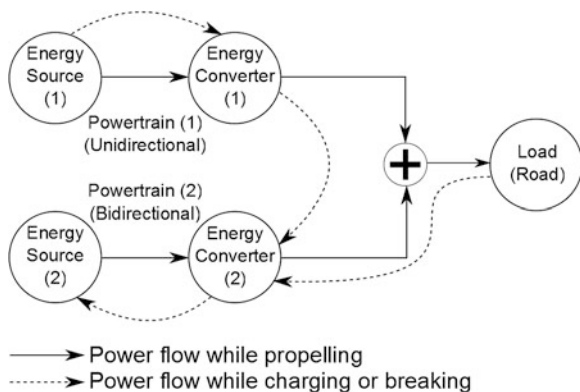 Energy
Source
(1)
Energy
Converter
(1)
Powertrain (1)
(Unidirectional)
Load
(Road)
Powertrain (2)
(Bidirectional)
Energy
Source
(2)
Energy
Converter
(2)
Power flow while propelling
Power flow while charging or breaking